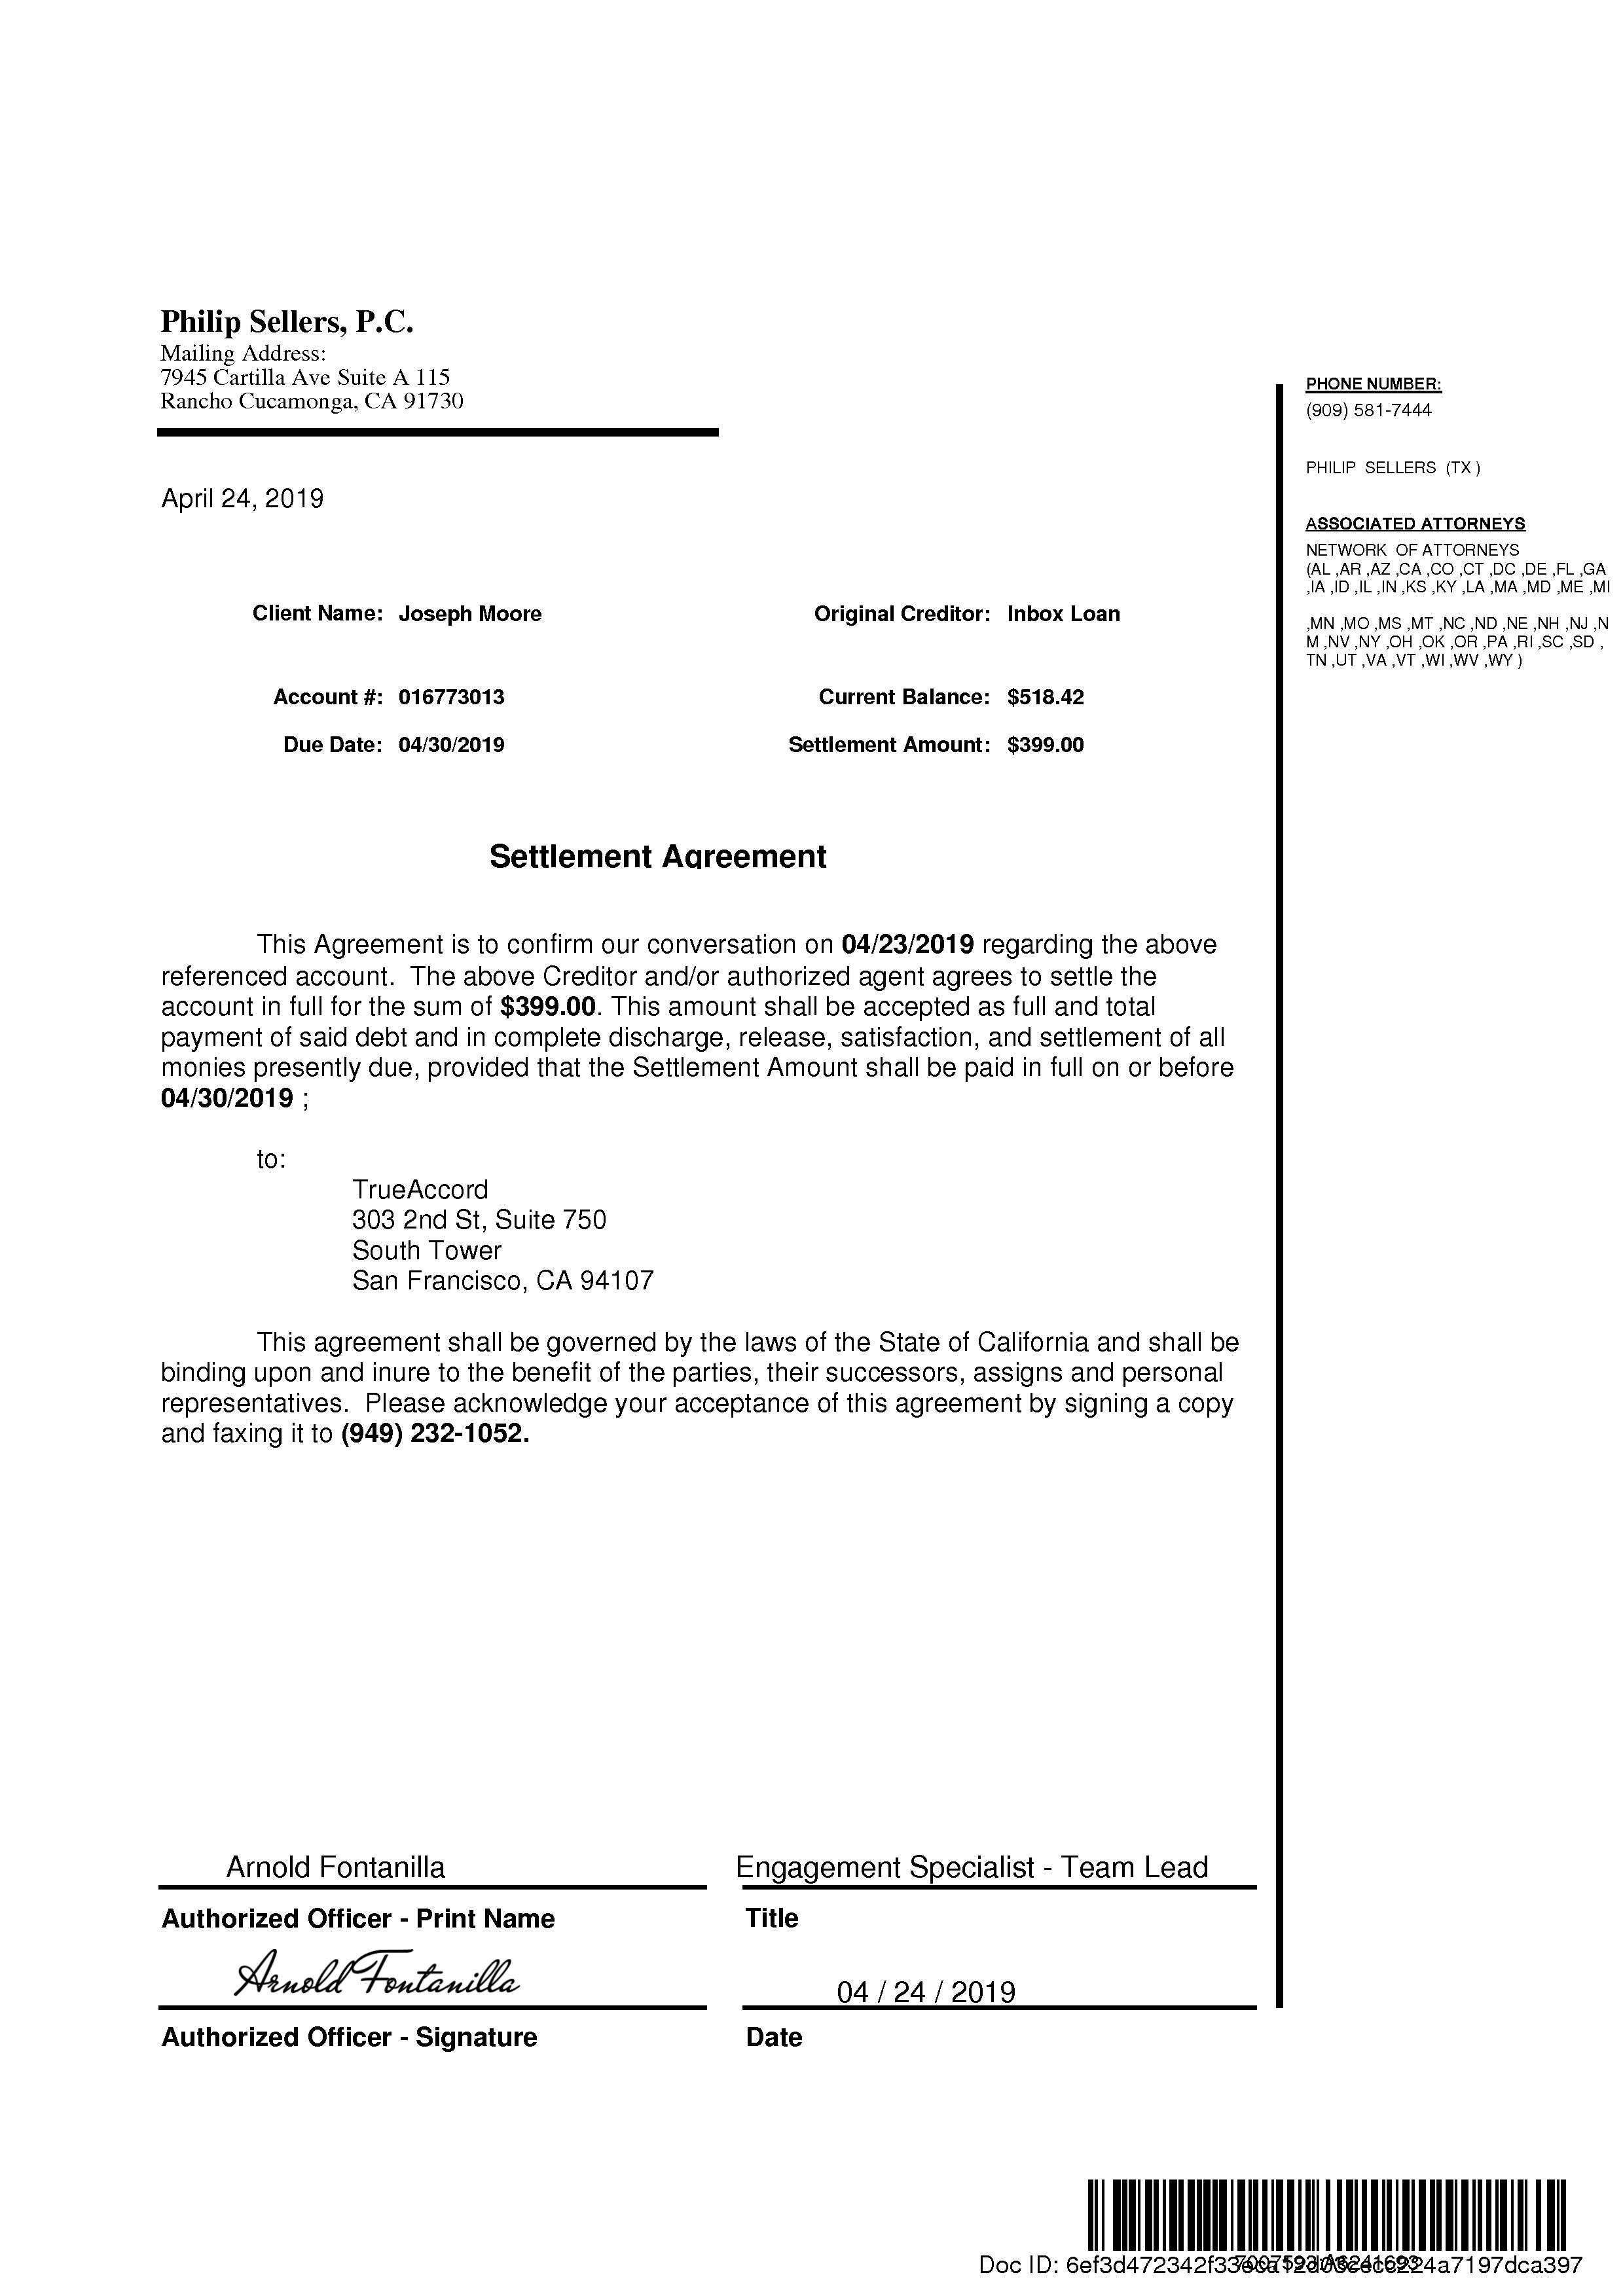 Philip Sellers, P.C.
Mailing Address:
7945 Cartilla Ave Suite A 115
Rancho Cucamonga, CA 91730
PHONE NUMBER:
(909) 581-7444
PHILIP SELLERS (TX )
ASSOCIATED ATTORNEYS
NETWORK OF ATTORNEYS
(AL ,AR ,AZ ,CA ,CO ,CT ,DC ,DE ,FL ,GA
,IA ,ID ,IL ,IN ,KS ,KY ,LA ,MA ,MD ,ME ,MI
,MN ,MO ,MS ,MT ,NC ,ND ,NE ,NH ,NJ ,N
M ,NV ,NY ,OH ,OK ,OR ,PA ,RI ,SC ,SD ,
TN ,UT ,VA ,VT ,WI ,WV ,WY )
April 24, 2019
Client Name: Joseph Moore Original Creditor: Inbox Loan
Account #: 016773013 Current Balance: $518.42
Due Date: 04/30/2019 Settlement Amount: $399.00
Settlement Agreement
This Agreement is to confirm our conversation on 04/23/2019 regarding the above
referenced account. The above Creditor and/or authorized agent agrees to settle the
account in full for the sum of $399.00. This amount shall be accepted as full and total
payment of said debt and in complete discharge, release, satisfaction, and settlement of all
monies presently due, provided that the Settlement Amount shall be paid in full on or before
04/30/2019 ;
to:
TrueAccord
303 2nd St, Suite 750
South Tower
San Francisco, CA 94107
This agreement shall be governed by the laws of the State of California and shall be
binding upon and inure to the benefit of the parties, their successors, assigns and personal
representatives. Please acknowledge your acceptance of this agreement by signing a copy
and faxing it to (949) 232-1052.
Arnold Fontanilla Engagement Specialist - Team Lead
Authorized Officer - Print Name Title
Arnold Fontanilla 04 / 24 / 2019
Authorized Officer - Signature Date
Doc ID: